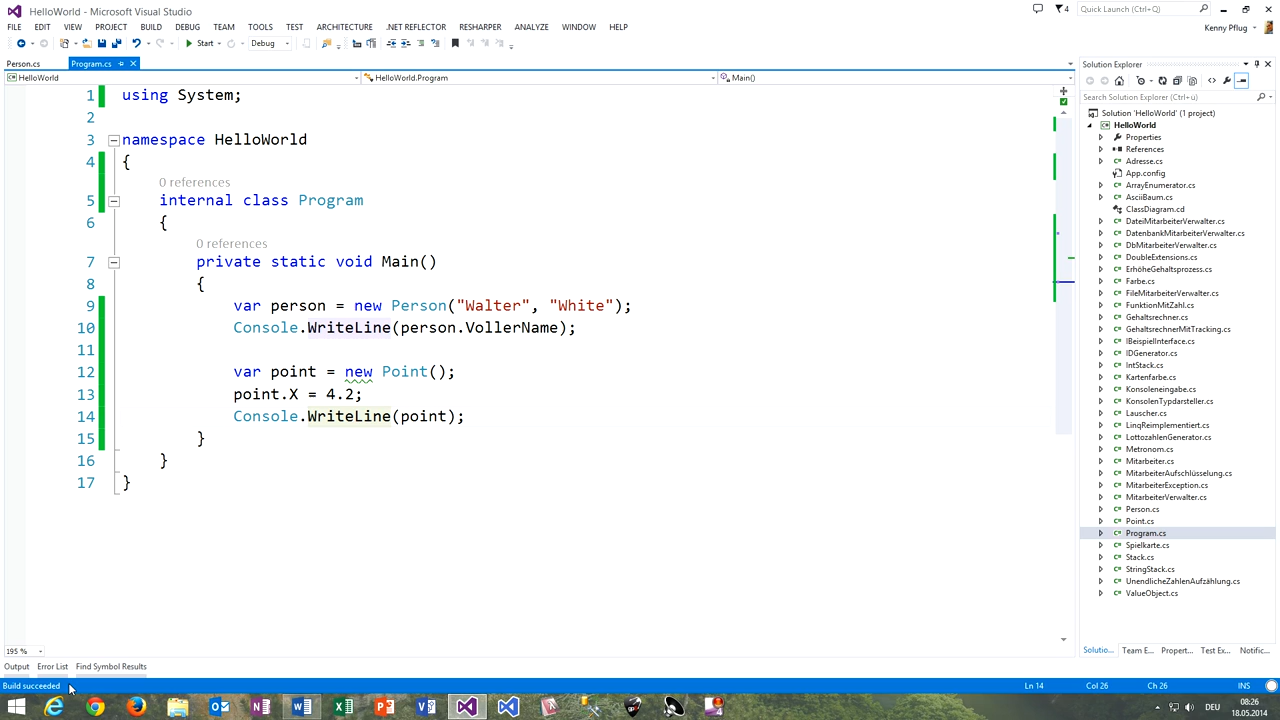 HelloWorld - Microsoft Visual Studio
4
Quick Launch (Ctrl+Q)
FILE EDIT VIEW PROJECT BUILD DEBUG TEAM TOOLS TEST ARCHITECTURE .NET REFLECTOR RESHARPER ANALYZE WINDOW HELP
Kenny Pflug
Start
Debug
Person.cs
Program.cs
HelloWorld
HelloWorld.Program
Main()
1 using System;
2
3 namespace HelloWorld
4 {
0 references
5 internal class Program
6 {
0 references
7 private static void Main()
8 {
9 var person = new Person("Walter", "White");
10 Console.WriteLine(person.VollerName);
11
12 var point = new Point();
13 point.X = 4.2;
14 Console.WriteLine(point);
15 }
16 }
17 }
195 %
Solution Explorer
Search Solution Explorer (Ctrl+ü)
Solution 'HelloWorld' (1 project)
HelloWorld
Properties
References
Adresse.cs
App.config
ArrayEnumerator.cs
AsciiBaum.cs
ClassDiagram.cd
DateiMitarbeiterVerwalter.cs
DatenbankMitarbeiterVerwalter.cs
DbMitarbeiterVerwalter.cs
DoubleExtensions.cs
ErhöheGehaltsprozess.cs
Farbe.cs
FileMitarbeiterVerwalter.cs
FunktionMitZahl.cs
Gehaltsrechner.cs
GehaltsrechnerMitTracking.cs
IBeispielInterface.cs
IDGenerator.cs
IntStack.cs
Kartenfarbe.cs
Konsoleneingabe.cs
KonsolenTypdarsteller.cs
Lauscher.cs
LinqReimplementiert.cs
LottozahlenGenerator.cs
Metronom.cs
Mitarbeiter.cs
MitarbeiterAufschlüsselung.cs
MitarbeiterException.cs
MitarbeiterVerwalter.cs
Person.cs
Point.cs
Program.cs
Spielkarte.cs
Stack.cs
StringStack.cs
UnendlicheZahlenAufzählung.cs
ValueObject.cs
Solutio... Team E... Propert... Test Ex... Notific...
Output Error List Find Symbol Results
Build succeeded
Ln 14 Col 26 Ch 26 INS
DEU
08:26
18.05.2014